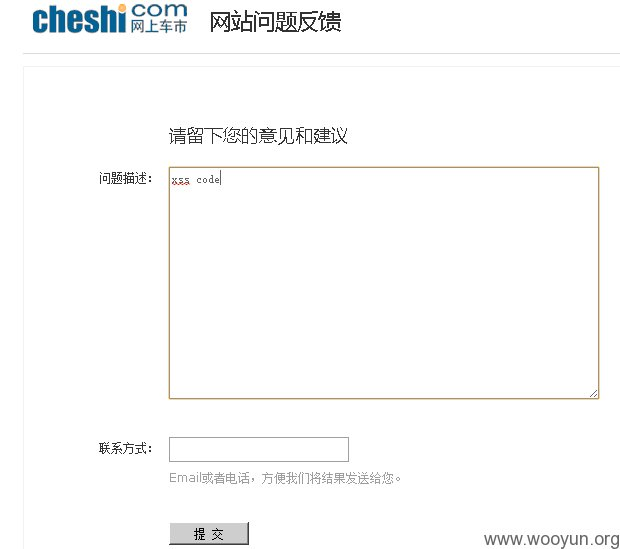 cheshi com 网上车市 网站问题反馈
请留下您的意见和建议
问题描述：
xss code
联系方式：
Email或者电话，方便我们将结果发送给您。
提 交
www.wooyun.org